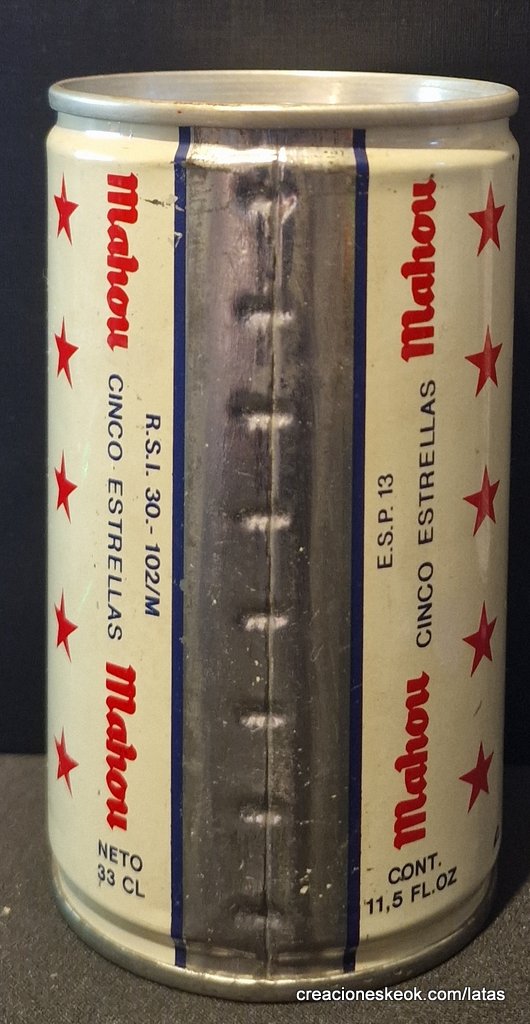 Mahou CINCO ESTRELLAS Mahou
R.S.I. 30.- 102/M
NETO
33 CL
E.S.P. 13
Mahou CINCO ESTRELLAS Mahou
CONT.
11,5 FL.OZ
creacioneskeok.com/latas